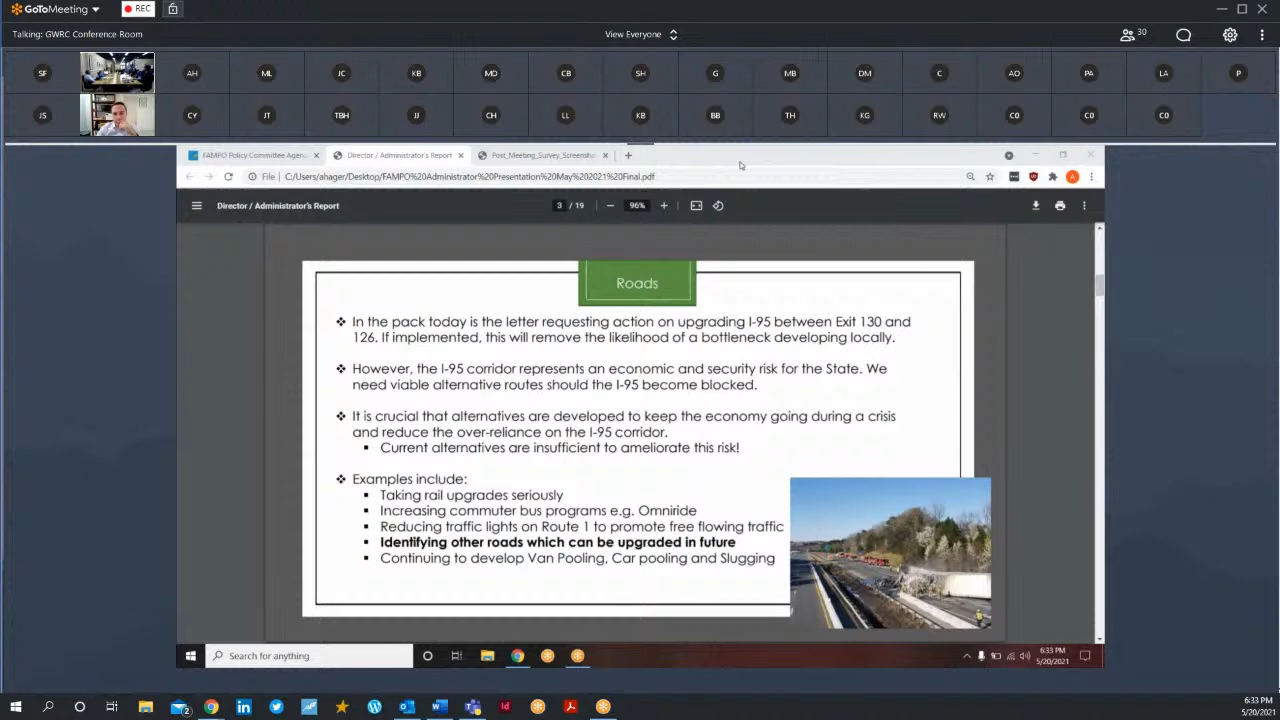 GoToMeeting
REC
Talking: GWRC Conference Room
View Everyone
30
SF
AH
ML
JC
KB
MD
CB
SH
G
MB
DM
C
AO
PA
LA
P
JS
CY
JT
TBH
JJ
CH
LL
KB
BB
TH
KG
RW
C0
C0
C0
FAMPO Policy Committee Agen
Director / Administrator's Report
Post_Meeting_Survey_Screensho
File
C:/Users/ahager/Desktop/FAMPO%20Administrator%20Presentation%20May%202021%20Final.pdf
A
Director / Administrator's Report
3 / 19
96%
Roads
In the pack today is the letter requesting action on upgrading I-95 between Exit 130 and
126. If implemented, this will remove the likelihood of a bottleneck developing locally.
However, the I-95 corridor represents an economic and security risk for the State. We
need viable alternative routes should the I-95 become blocked.
It is crucial that alternatives are developed to keep the economy going during a crisis
and reduce the over-reliance on the I-95 corridor.
Current alternatives are insufficient to ameliorate this risk!
Examples include:
Taking rail upgrades seriously
Increasing commuter bus programs e.g. Omniride
Reducing traffic lights on Route 1 to promote free flowing traffic
Identifying other roads which can be upgraded in future
Continuing to develop Van Pooling, Car pooling and Slugging
Search for anything
6:33 PM
5/20/2021
6:33 PM
5/20/2021